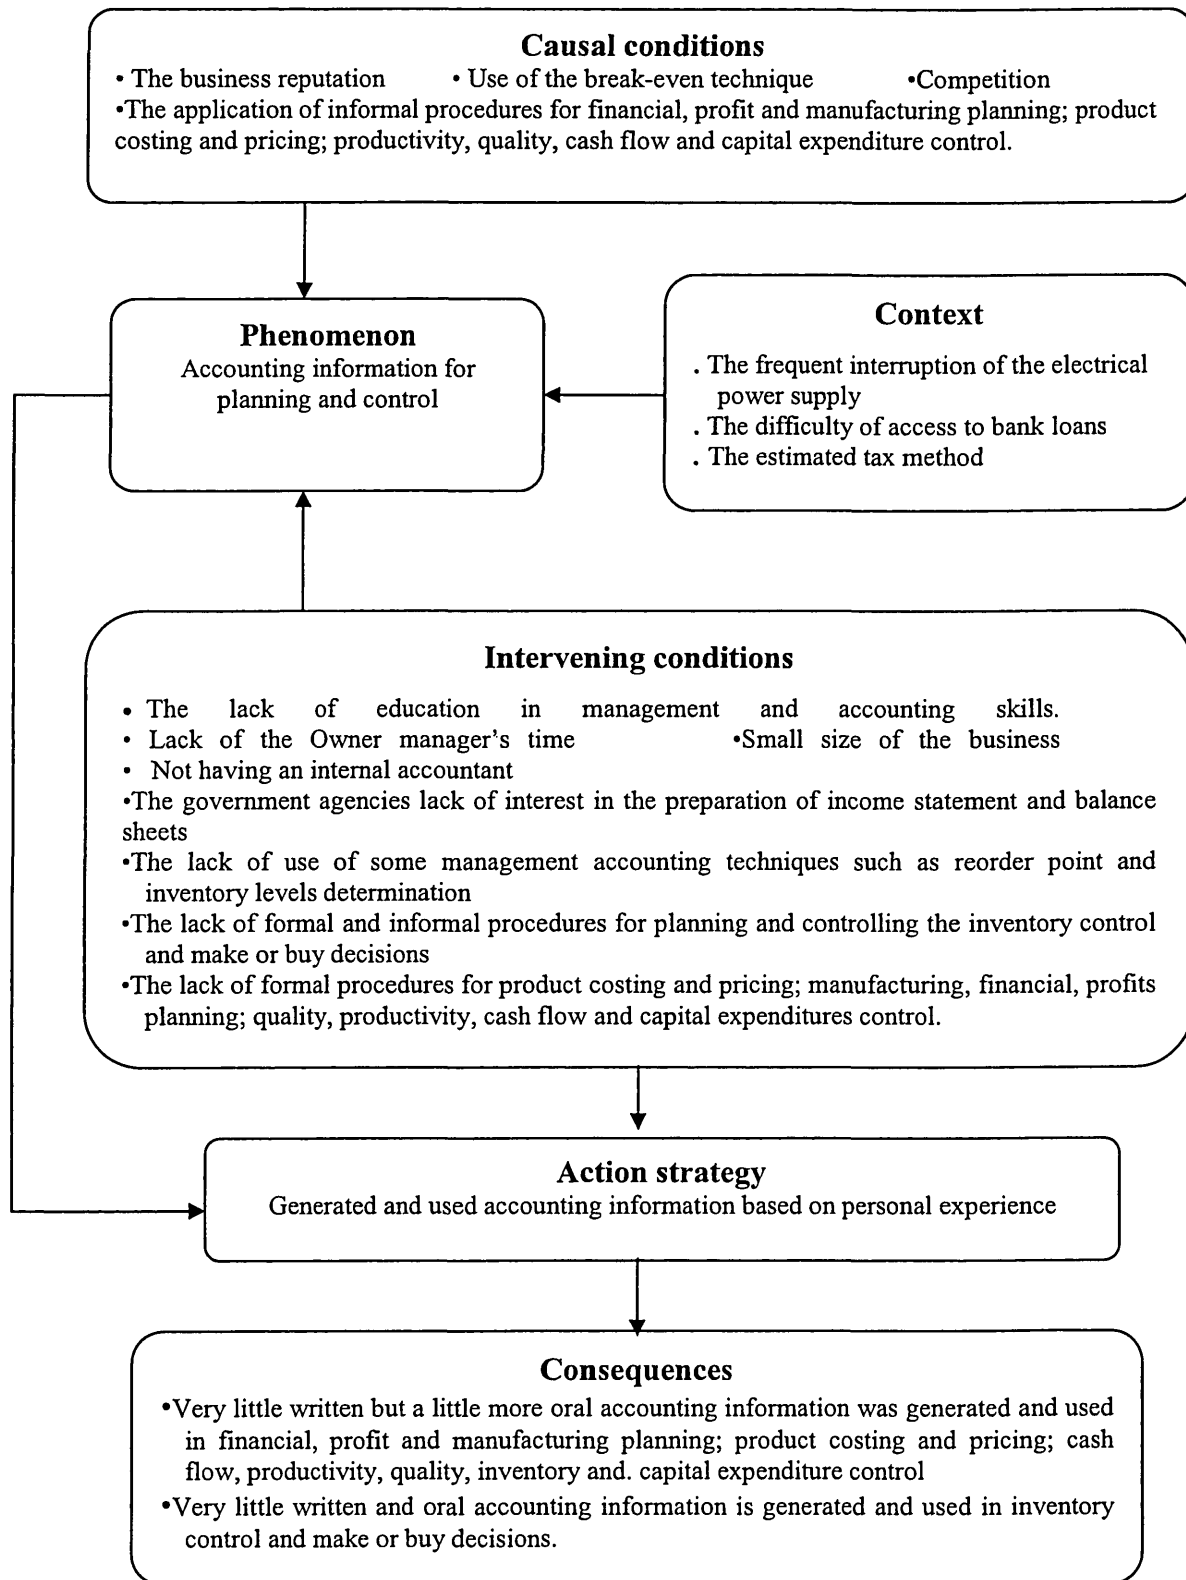 Causal conditions
• The business reputation • Use of the break-even technique •Competition
•The application of informal procedures for financial, profit and manufacturing planning; product
costing and pricing; productivity, quality, cash flow and capital expenditure control.
Phenomenon
Accounting information for
planning and control
Context
. The frequent interruption of the electrical
power supply
. The difficulty of access to bank loans
. The estimated tax method
Intervening conditions
• The lack of education in management and accounting skills.
• Lack of the Owner manager's time •Small size of the business
• Not having an internal accountant
•The government agencies lack of interest in the preparation of income statement and balance
sheets
•The lack of use of some management accounting techniques such as reorder point and
inventory levels determination
•The lack of formal and informal procedures for planning and controlling the inventory control
and make or buy decisions
•The lack of formal procedures for product costing and pricing; manufacturing, financial, profits
planning; quality, productivity, cash flow and capital expenditures control.
Action strategy
Generated and used accounting information based on personal experience
Consequences
•Very little written but a little more oral accounting information was generated and used
in financial, profit and manufacturing planning; product costing and pricing; cash
flow, productivity, quality, inventory and. capital expenditure control
•Very little written and oral accounting information is generated and used in inventory
control and make or buy decisions.